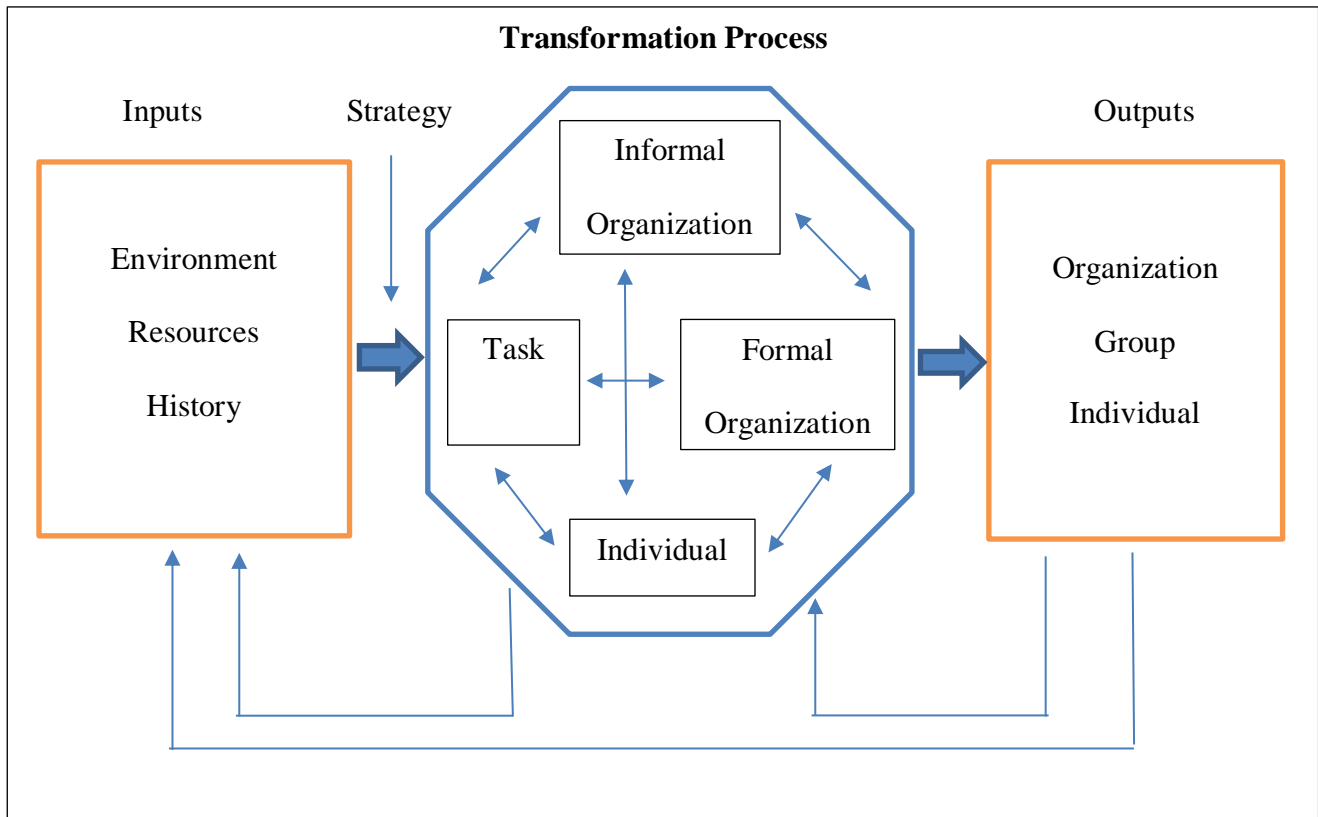 Transformation Process
Inputs
Strategy
Outputs
Environment
Resources
History
Informal
Organization
Task
Formal
Organization
Individual
Organization
Group
Individual